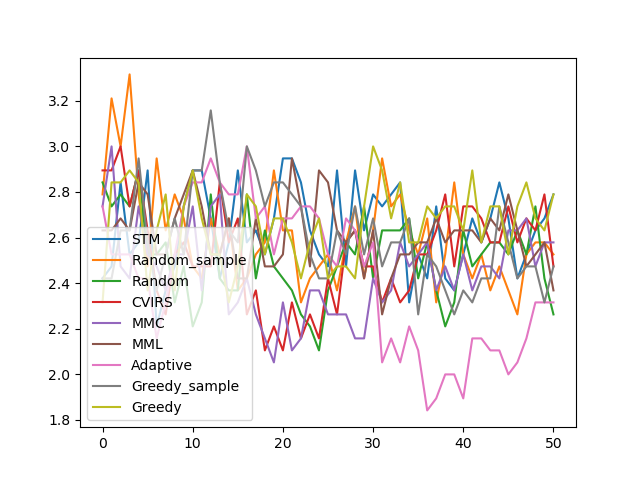 3.2
3.0
2.8
2.6
2.4
2.2
2.0
1.8
STM
Random_sample
Random
CVIRS
MMC
MML
Adaptive
Greedy_sample
Greedy
0 10 20 30 40 50